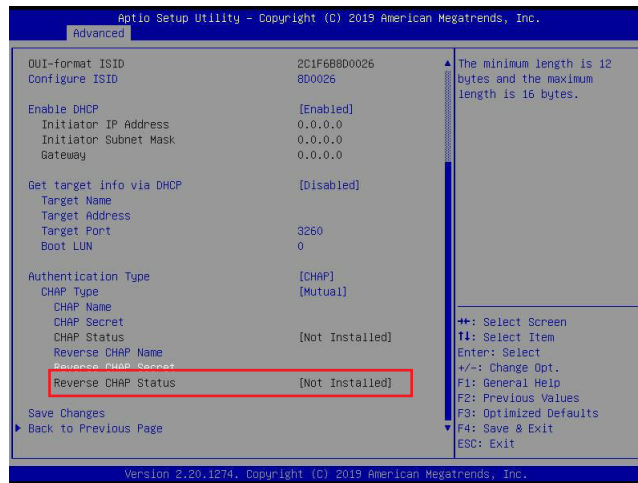 Aptio Setup Utility – Copyright (C) 2019 American Megatrends, Inc.
Advanced
OUI-format ISID 2C1F6B8D0026
Configure ISID 8D0026
Enable DHCP [Enabled]
Initiator IP Address 0.0.0.0
Initiator Subnet Mask 0.0.0.0
Gateway 0.0.0.0
Get target info via DHCP [Disabled]
Target Name
Target Address
Target Port 3260
Boot LUN 0
Authentication Type [CHAP]
CHAP Type [Mutual]
CHAP Name
CHAP Secret
CHAP Status [Not Installed]
Reverse CHAP Name
Reverse CHAP Secret
Reverse CHAP Status [Not Installed]
Save Changes
Back to Previous Page
The minimum length is 12
bytes and the maximum
length is 16 bytes.
→←: Select Screen
↑↓: Select Item
Enter: Select
+/-: Change Opt.
F1: General Help
F2: Previous Values
F3: Optimized Defaults
F4: Save & Exit
ESC: Exit
Version 2.20.1274. Copyright (C) 2019 American Megatrends, Inc.